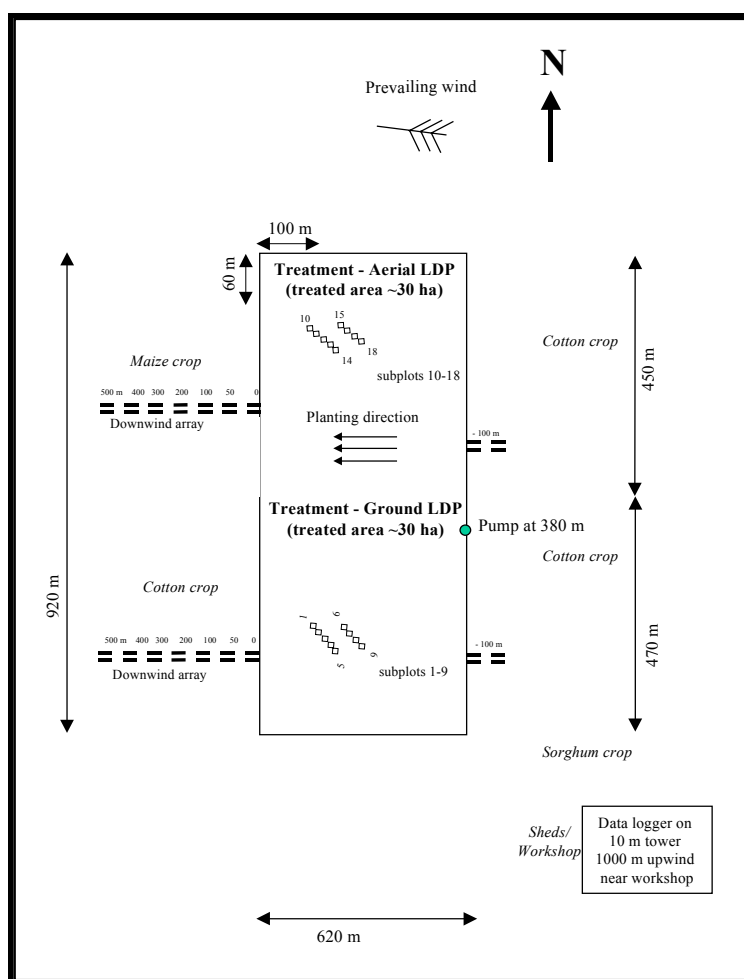 N
Prevailing wind
100 m
60 m
Treatment - Aerial LDP
(treated area ~30 ha)
10
15
14
18
subplots 10-18
Maize crop
Cotton crop
450 m
500 m 400 300 200 100 50 0
Downwind array
Planting direction
- 100 m
Treatment - Ground LDP
(treated area ~30 ha)
Pump at 380 m
Cotton crop
920 m
Cotton crop
470 m
1
6
5
9
500 m 400 300 200 100 50 0
Downwind array
- 100 m
subplots 1-9
Sorghum crop
Sheds/
Workshop
Data logger on
10 m tower
1000 m upwind
near workshop
620 m